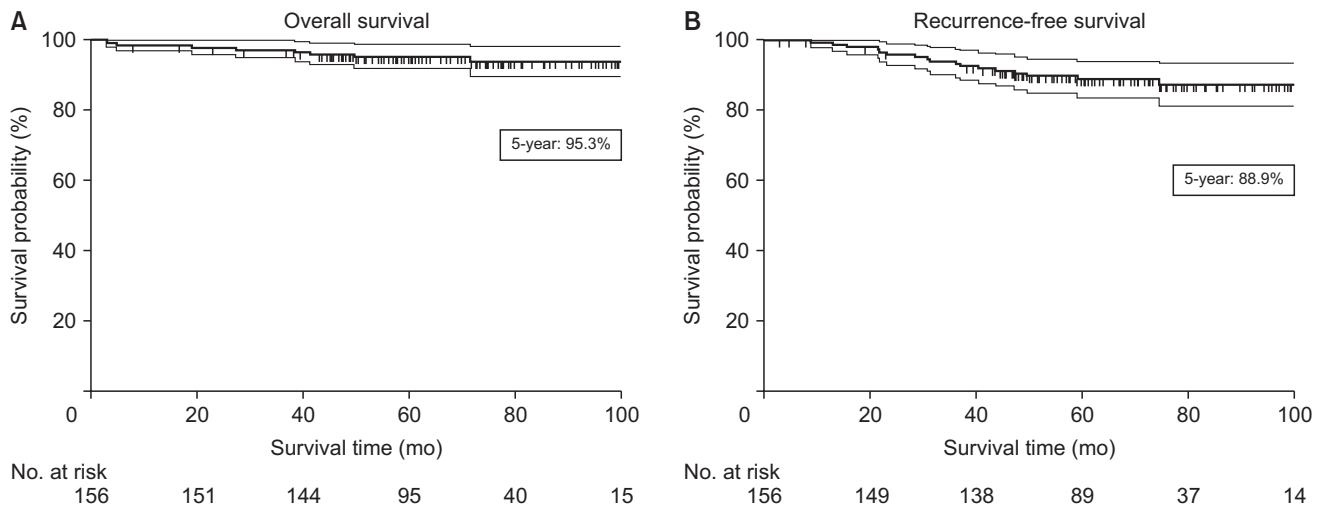 A
Overall survival
Survival probability (%)
100
80
60
40
20
0
5-year: 95.3%
0 20 40 60 80 100
Survival time (mo)
No. at risk
156 151 144 95 40 15
B
Recurrence-free survival
Survival probability (%)
100
80
60
40
20
5-year: 88.9%
0 20 40 60 80 100
Survival time (mo)
No. at risk
156 149 138 89 37 14